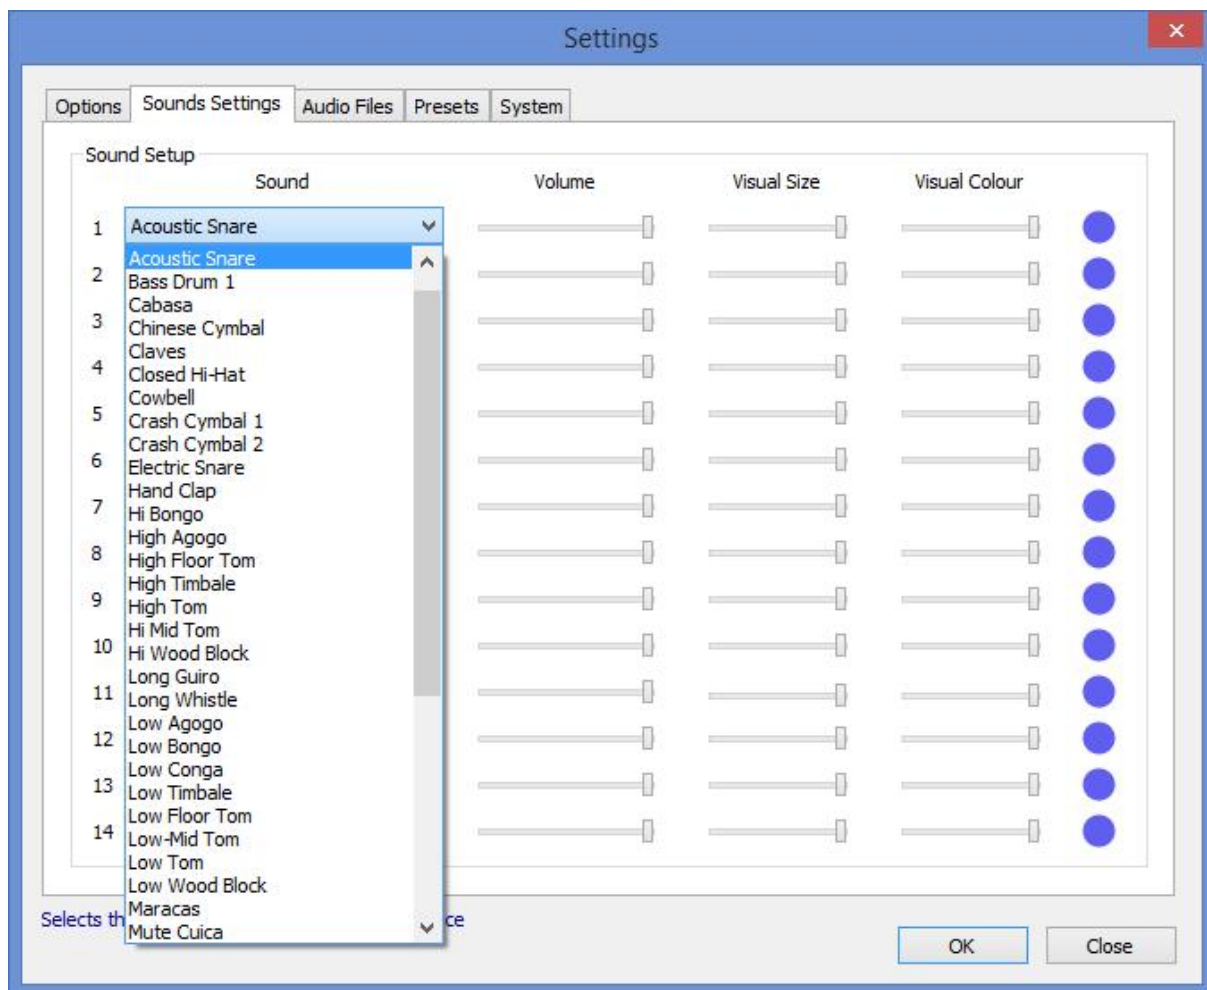 Settings
Options Sounds Settings Audio Files Presets System
Sound Setup
Sound Volume Visual Size Visual Colour
1 Acoustic Snare
Acoustic Snare
2
Bass Drum 1
Cabasa
3
Chinese Cymbal
Claves
4
Closed Hi-Hat
Cowbell
5
Crash Cymbal 1
Crash Cymbal 2
6
Electric Snare
Hand Clap
7
Hi Bongo
High Agogo
8
High Floor Tom
High Timbale
9
High Tom
Hi Mid Tom
10
Hi Wood Block
Long Guiro
11
Long Whistle
Low Agogo
12
Low Bongo
Low Conga
13
Low Timbale
Low Floor Tom
14
Low-Mid Tom
Low Tom
Low Wood Block
Maracas
Selects
Mute Cuica
OK Close